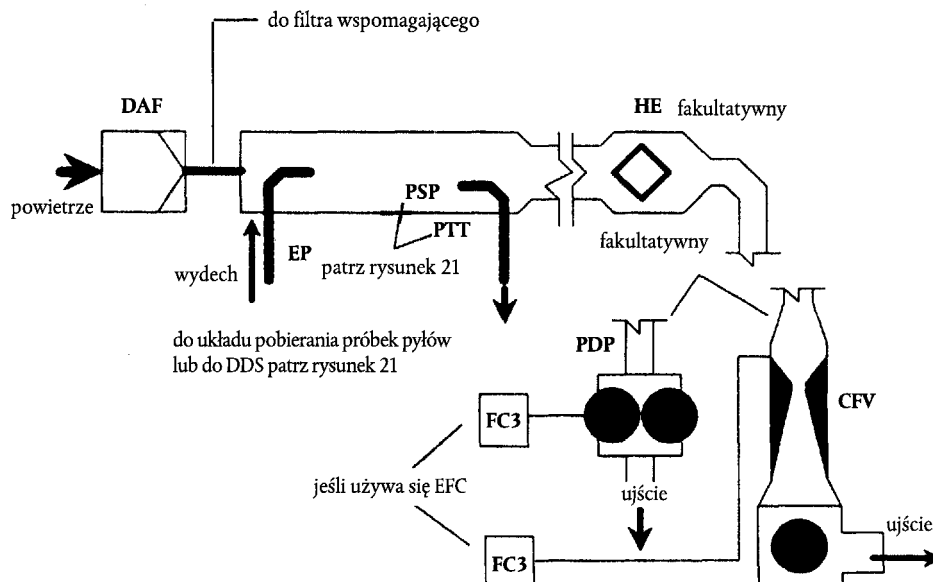 do filtra wspomagającego
DAF
HE fakultatywny
powietrze
PSP
PTT
EP
fakultatywny
wydech
patrz rysunek 21
do układu pobierania próbek pyłów
lub do DDS patrz rysunek 21
PDP
CFV
FC3
jeśli używa się EFC
ujście
ujście
FC3